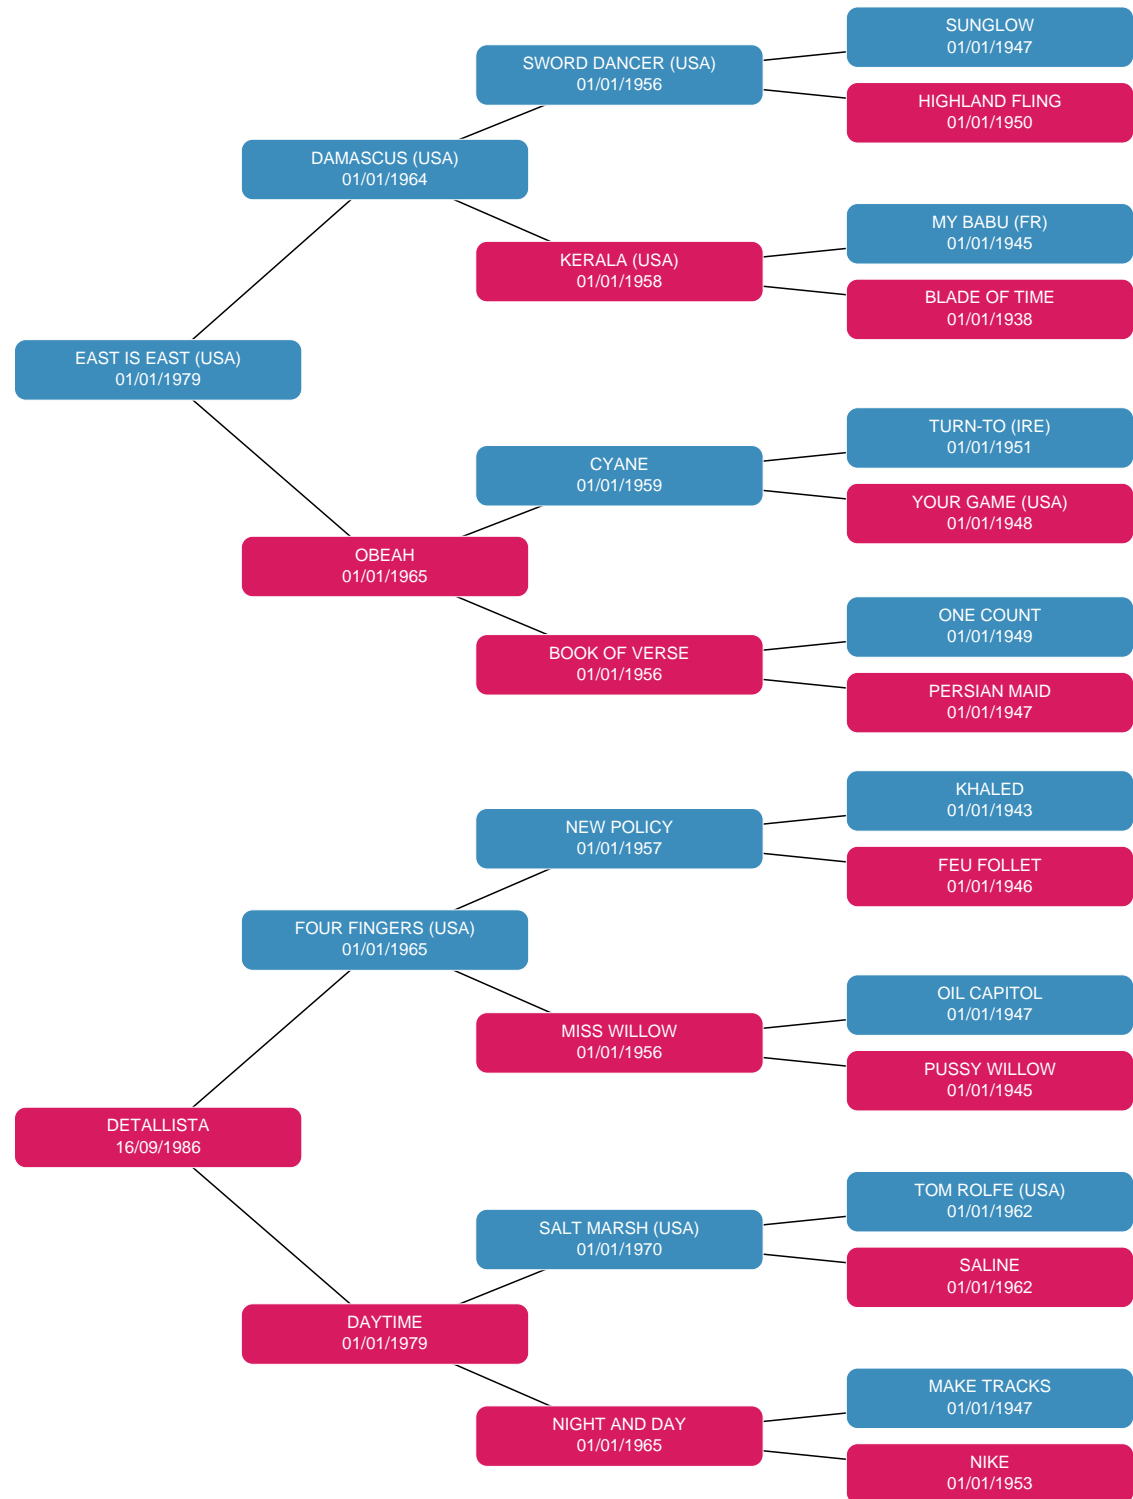 SUNGLOW
01/01/1947
SWORD DANCER (USA)
01/01/1956
HIGHLAND FLING
01/01/1950
DAMASCUS (USA)
01/01/1964
MY BABU (FR)
01/01/1945
KERALA (USA)
01/01/1958
BLADE OF TIME
01/01/1938
EAST IS EAST (USA)
01/01/1979
TURN-TO (IRE)
01/01/1951
CYANE
01/01/1959
YOUR GAME (USA)
01/01/1948
OBEAH
01/01/1965
ONE COUNT
01/01/1949
BOOK OF VERSE
01/01/1956
PERSIAN MAID
01/01/1947
KHALED
01/01/1943
NEW POLICY
01/01/1957
FEU FOLLET
01/01/1946
FOUR FINGERS (USA)
01/01/1965
OIL CAPITOL
01/01/1947
MISS WILLOW
01/01/1956
PUSSY WILLOW
01/01/1945
DETALLISTA
16/09/1986
TOM ROLFE (USA)
01/01/1962
SALT MARSH (USA)
01/01/1970
SALINE
01/01/1962
DAYTIME
01/01/1979
MAKE TRACKS
01/01/1947
NIGHT AND DAY
01/01/1965
NIKE
01/01/1953